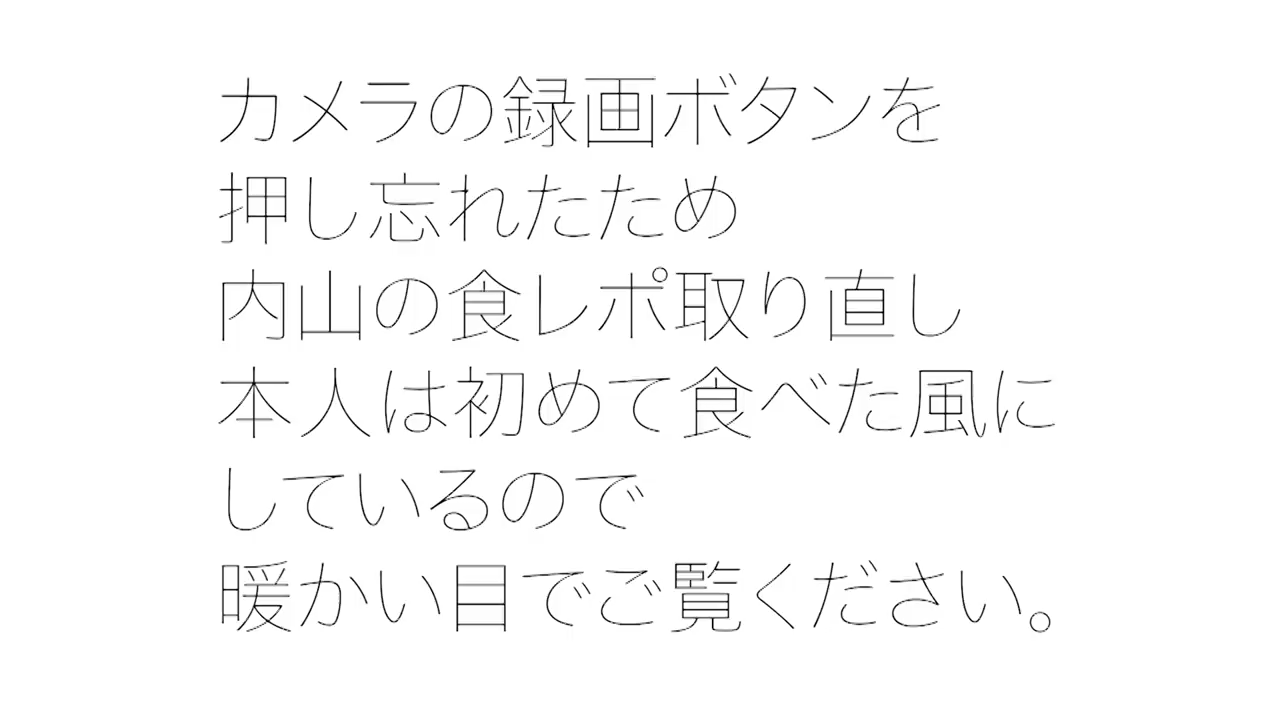 カメラの録画ボタンを
押し忘れたため
内山の食レポ取り直し
本人は初めて食べた風に
しているので
暖かい目でご覧ください。